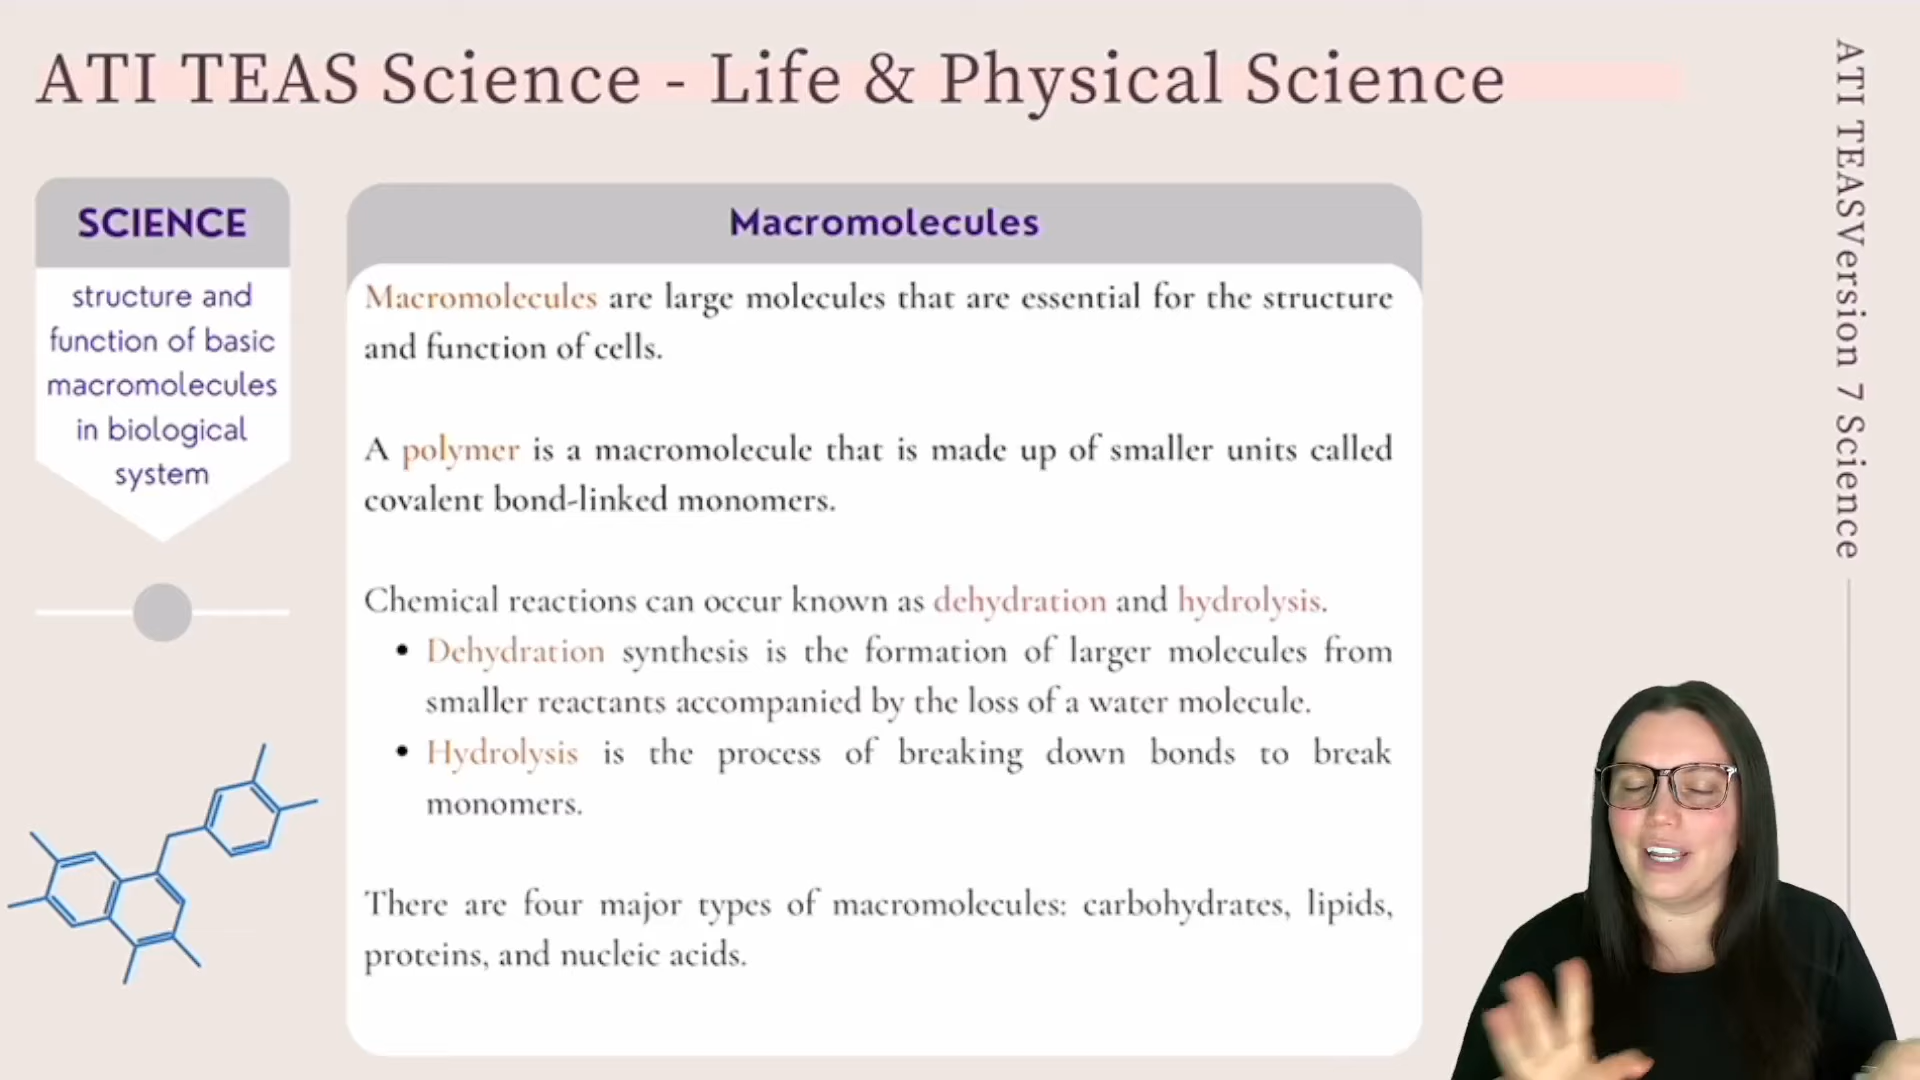 ATI TEAS Science - Life & Physical Science
SCIENCE
structure and
function of basic
macromolecules
in biological
system
Macromolecules
Macromolecules are large molecules that are essential for the structure
and function of cells.
A polymer is a macromolecule that is made up of smaller units called
covalent bond-linked monomers.
Chemical reactions can occur known as dehydration and hydrolysis.
• Dehydration synthesis is the formation of larger molecules from
smaller reactants accompanied by the loss of a water molecule.
• Hydrolysis is the process of breaking down bonds to break
monomers.
There are four major types of macromolecules: carbohydrates, lipids,
proteins, and nucleic acids.
ATI TEASVersion 7 Science